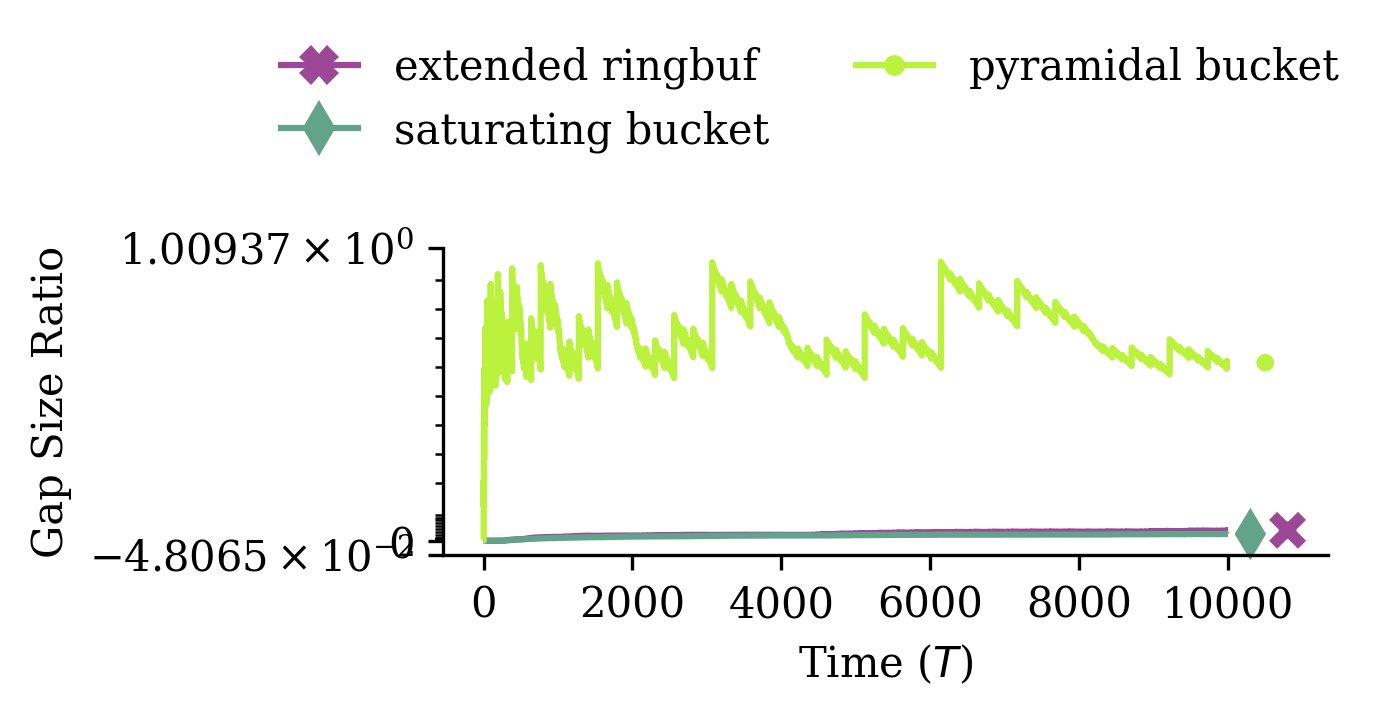 extended ringbuf
saturating bucket
pyramidal bucket
1.00937 × 10⁰
Gap Size Ratio
0
−4.8065 × 10⁻²
0 2000 4000 6000 8000 10000
Time (T)